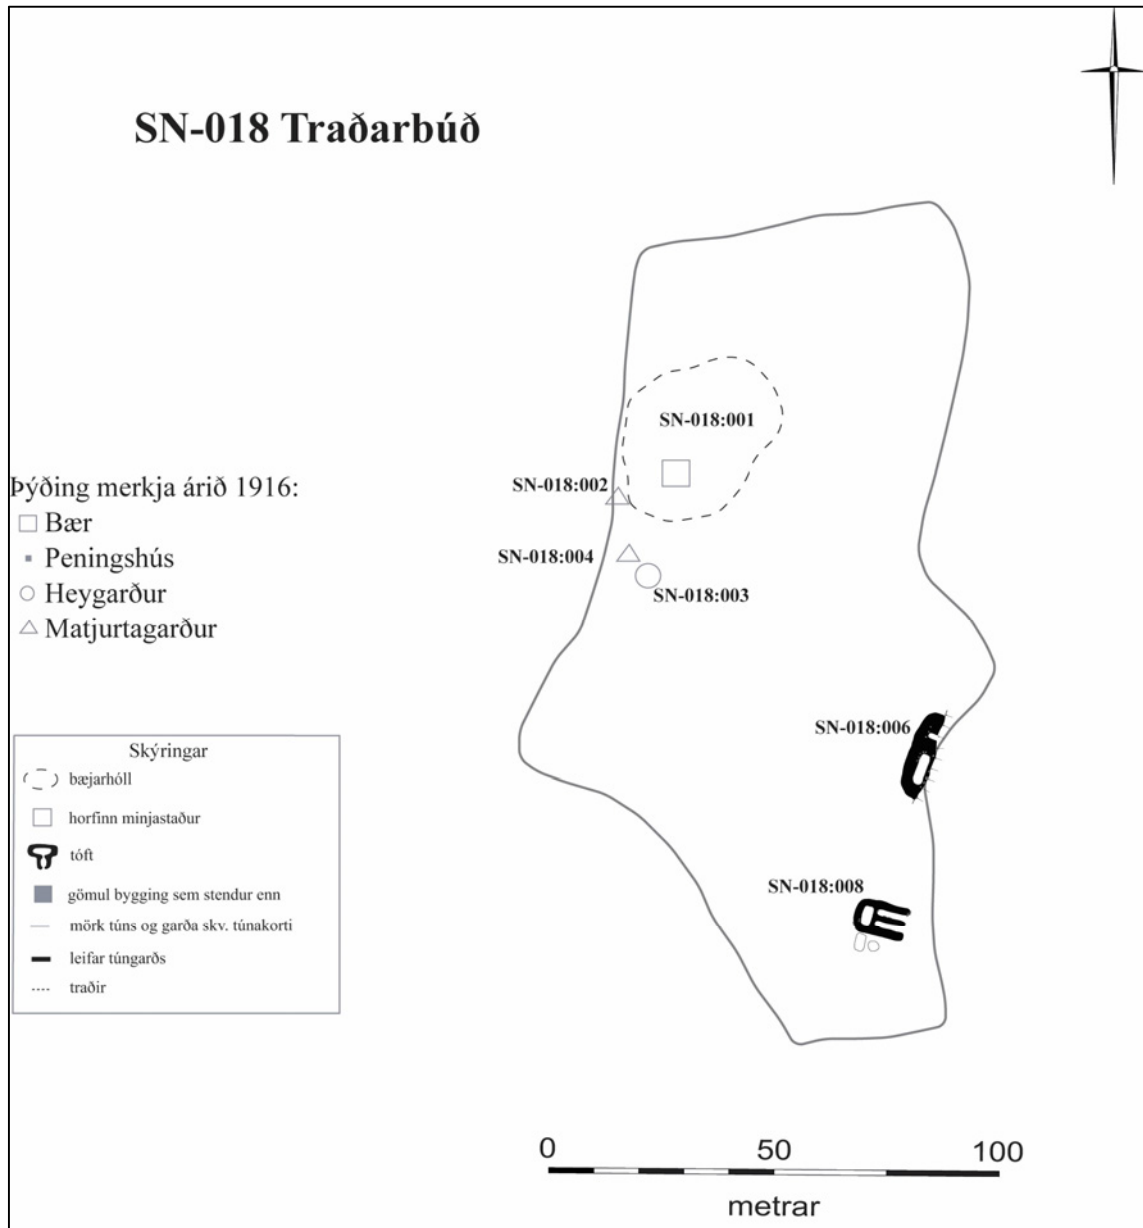 SN-018 Traðarbúð
SN-018:001
SN-018:002
SN-018:004
SN-018:003
Þýðing merkja árið 1916:
Bær
Peningshús
Heygarður
Matjurtagarður
SN-018:006
SN-018:008
Skýringar
bæjarhóll
horfinn minjastaður
tóft
gömul bygging sem stendur enn
mörk túns og garða skv. túnakorti
leifar túngarðs
traðir
0 50 100
metrar